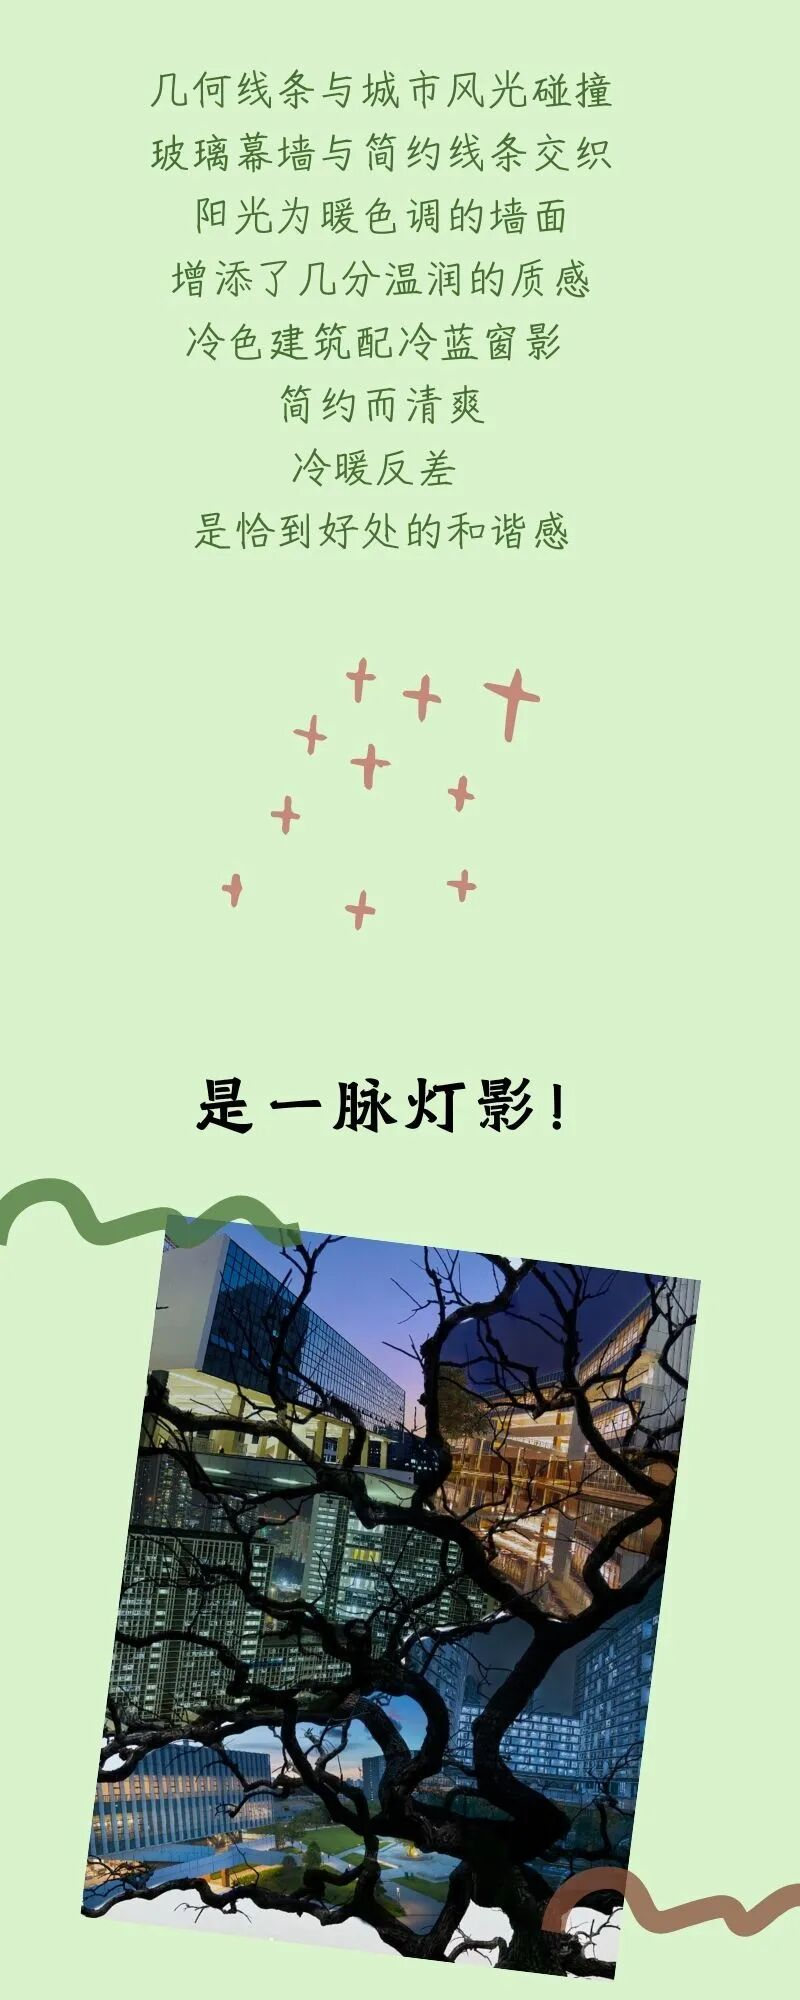 几何线条与城市风光碰撞
玻璃幕墙与简约线条交织
阳光为暖色调的墙面
增添了几分温润的质感
冷色建筑配冷蓝窗影
简约而清爽
冷暖反差
是恰到好处的和谐感
是一脉灯影！